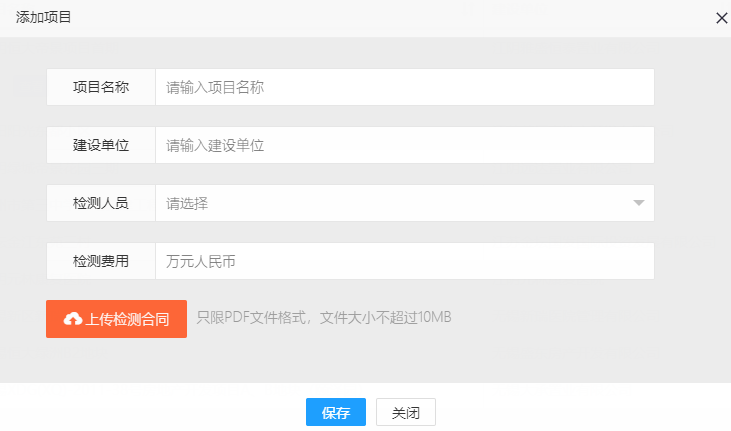 添加项目
项目名称 请输入项目名称
建设单位 请输入建设单位
检测人员 请选择
检测费用 万元人民币
上传检测合同 只限PDF文件格式，文件大小不超过10MB
保存 关闭